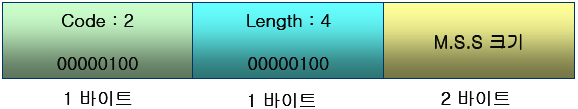 Code : 2
00000100
Length : 4
00000100
M.S.S 크기
1 바이트
1 바이트
2 바이트